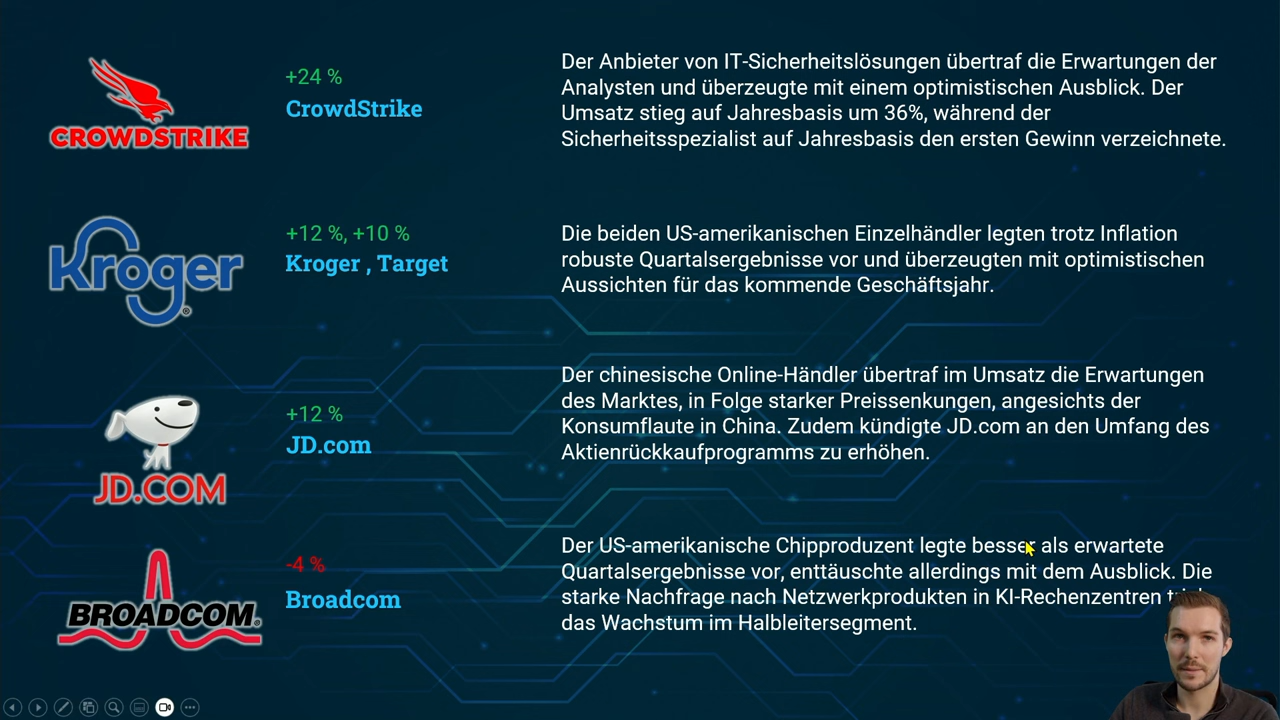 CROWDSTRIKE
+24 %
CrowdStrike
Der Anbieter von IT-Sicherheitslösungen übertraf die Erwartungen der
Analysten und überzeugte mit einem optimistischen Ausblick. Der
Umsatz stieg auf Jahresbasis um 36%, während der
Sicherheitsspezialist auf Jahresbasis den ersten Gewinn verzeichnete.
Kroger
+12 %, +10 %
Kroger , Target
Die beiden US-amerikanischen Einzelhändler legten trotz Inflation
robuste Quartalsergebnisse vor und überzeugten mit optimistischen
Aussichten für das kommende Geschäftsjahr.
JD.COM
+12 %
JD.com
Der chinesische Online-Händler übertraf im Umsatz die Erwartungen
des Marktes, in Folge starker Preissenkungen, angesichts der
Konsumflaute in China. Zudem kündigte JD.com an den Umfang des
Aktienrückkaufprogramms zu erhöhen.
BROADCOM
-4 %
Broadcom
Der US-amerikanische Chipproduzent legte besser als erwartete
Quartalsergebnisse vor, enttäuschte allerdings mit dem Ausblick. Die
starke Nachfrage nach Netzwerkprodukten in KI-Rechenzentren
das Wachstum im Halbleitersegment.